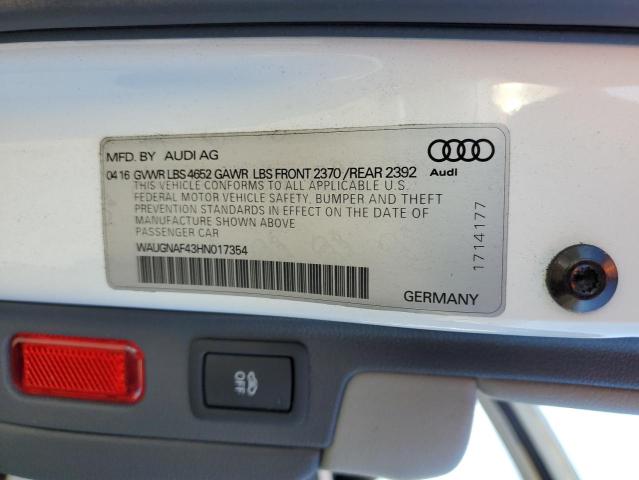 MFD. BY AUDI AG
04 16 GVWR LBS 4652 GAWR LBS FRONT 2370 /REAR 2392
THIS VEHICLE CONFORMS TO ALL APPLICABLE U.S.
FEDERAL MOTOR VEHICLE SAFETY, BUMPER AND THEFT
PREVENTION STANDARDS IN EFFECT ON THE DATE OF
MANUFACTURE SHOWN ABOVE
PASSENGER CAR
WAUGNAF43HN017354
Audi
1714177
GERMANY
OFF